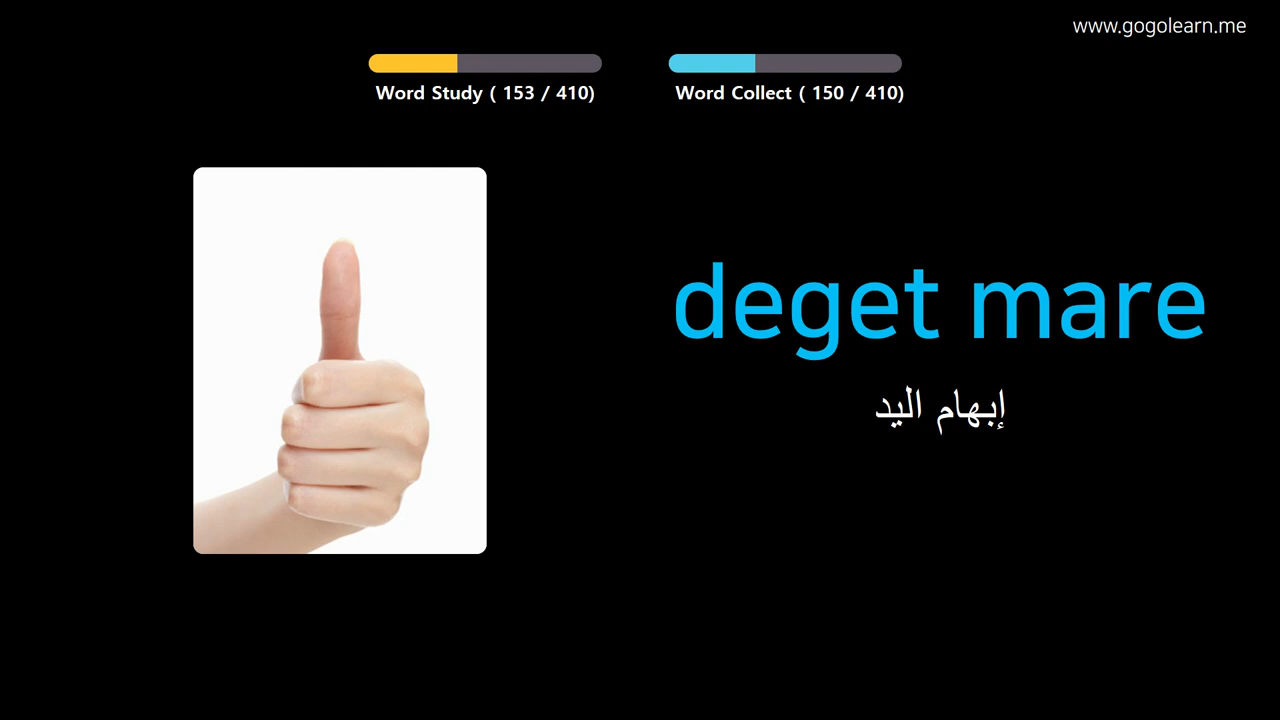 www.gogolearn.me
Word Study ( 153 / 410)
Word Collect ( 150 / 410)
deget mare
إبهام اليد